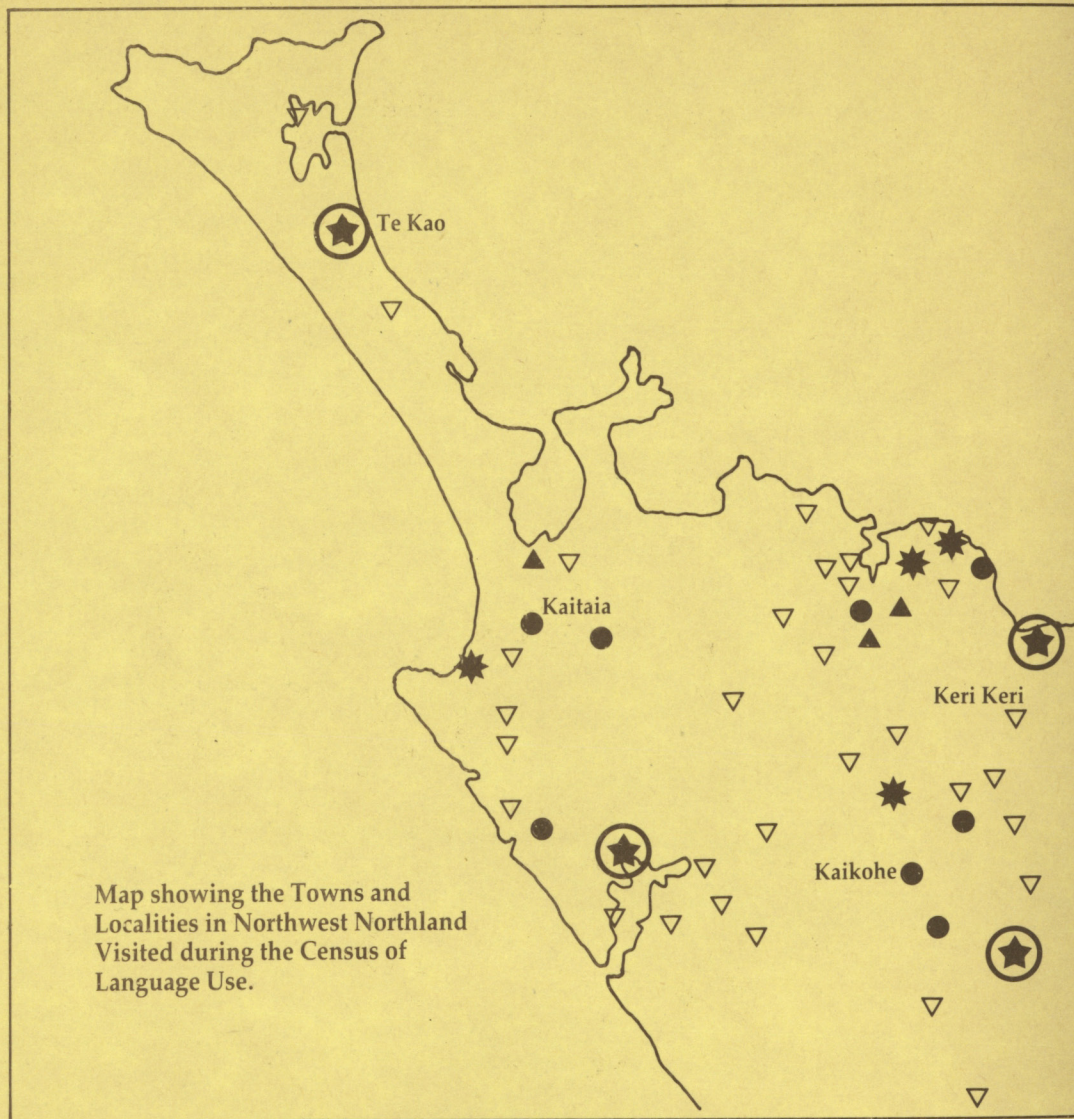 Te Kao
Kaitaia
Keri Keri
Kaikohe
Map showing the Towns and
Localities in Northwest Northland
Visited during the Census of
Language Use.